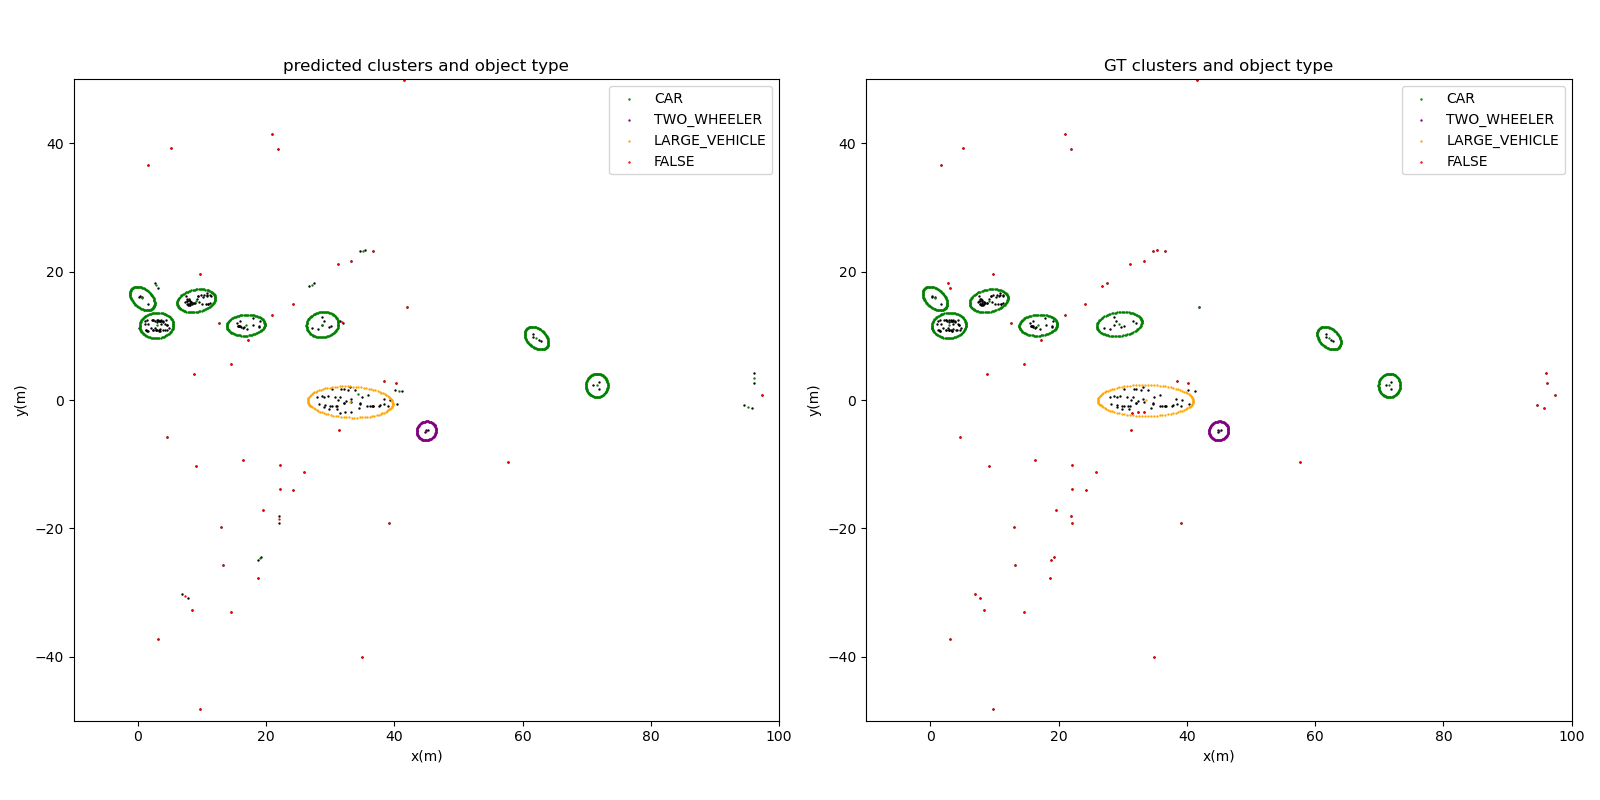 predicted clusters and object type
CAR
TWO_WHEELER
LARGE_VEHICLE
FALSE
40
20
0
−20
−40
y(m)
0 20 40 60 80 100
x(m)
GT clusters and object type
CAR
TWO_WHEELER
LARGE_VEHICLE
FALSE
40
20
0
−20
−40
y(m)
0 20 40 60 80 100
x(m)